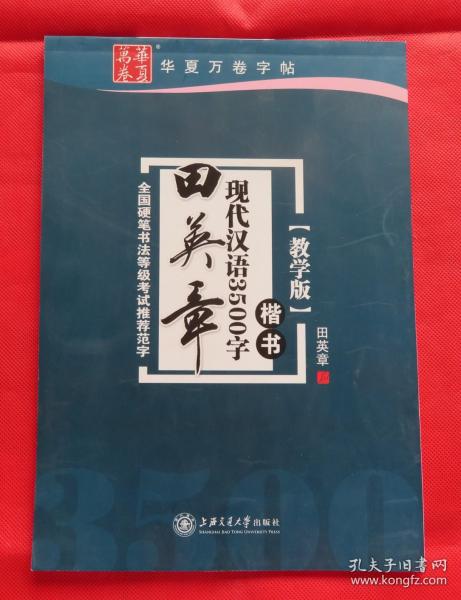 華夏
萬卷
®
华夏万卷字帖
【教学版】
田英章
现代汉语3500字
楷书
田英章
全国硬笔书法等级考试推荐范字
3500
上海交通大学出版社
SHANGHAI JIAO TONG UNIVERSITY PRESS
孔夫子旧书网
www.kongfz.com